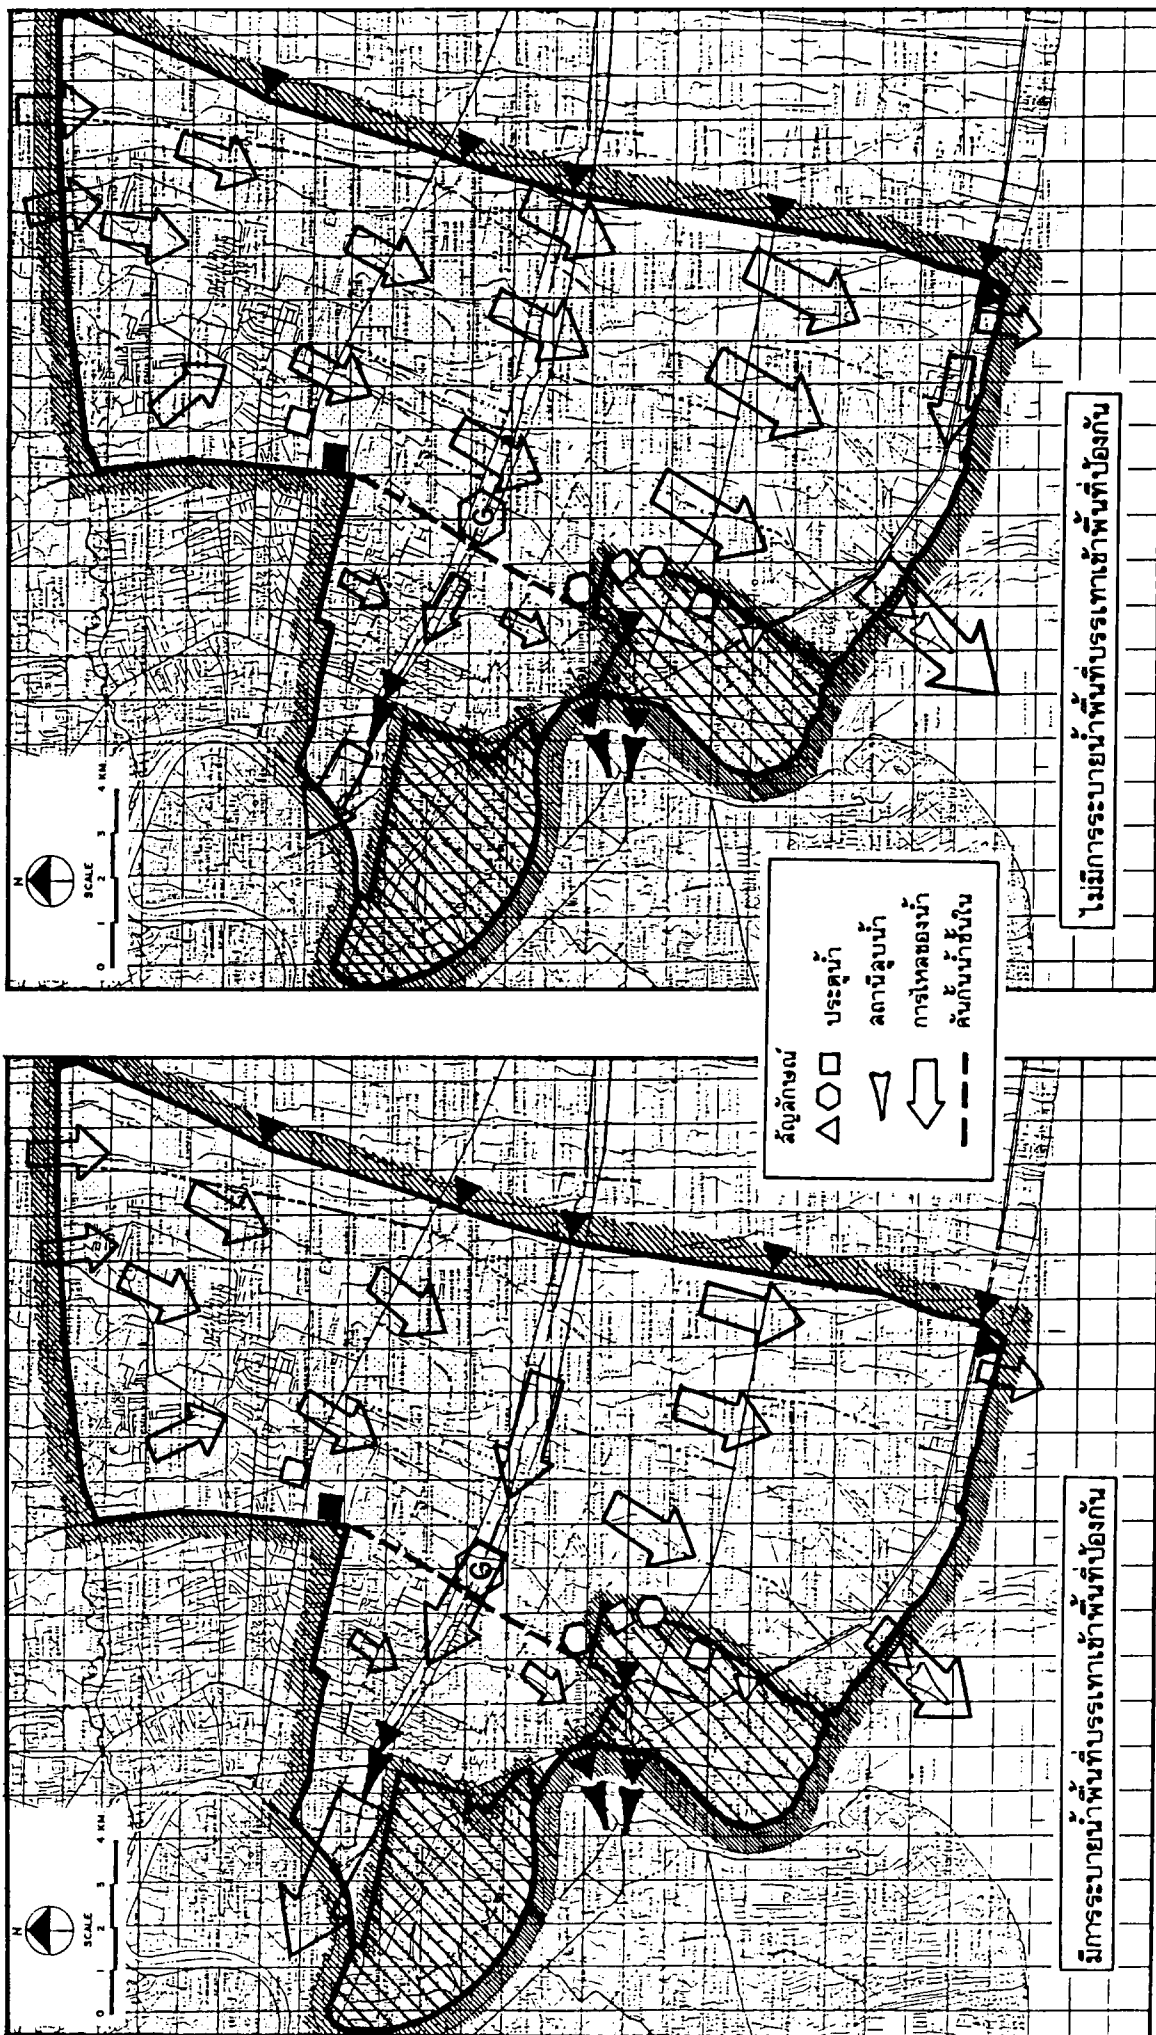 N
SCALE
0 1 2 3 4 KM
G
มีการระบายน้ำพื้นที่บรรเทาเข้าพื้นที่ป้องกัน
สัญลักษณ์
ประตูน้ำ
สถานีสูบน้ำ
การไหลของน้ำ
คันกั้นน้ำชั้นใน
N
SCALE
0 1 2 3 4 KM
G
ไม่มีการระบายน้ำพื้นที่บรรเทาเข้าพื้นที่ป้องกัน